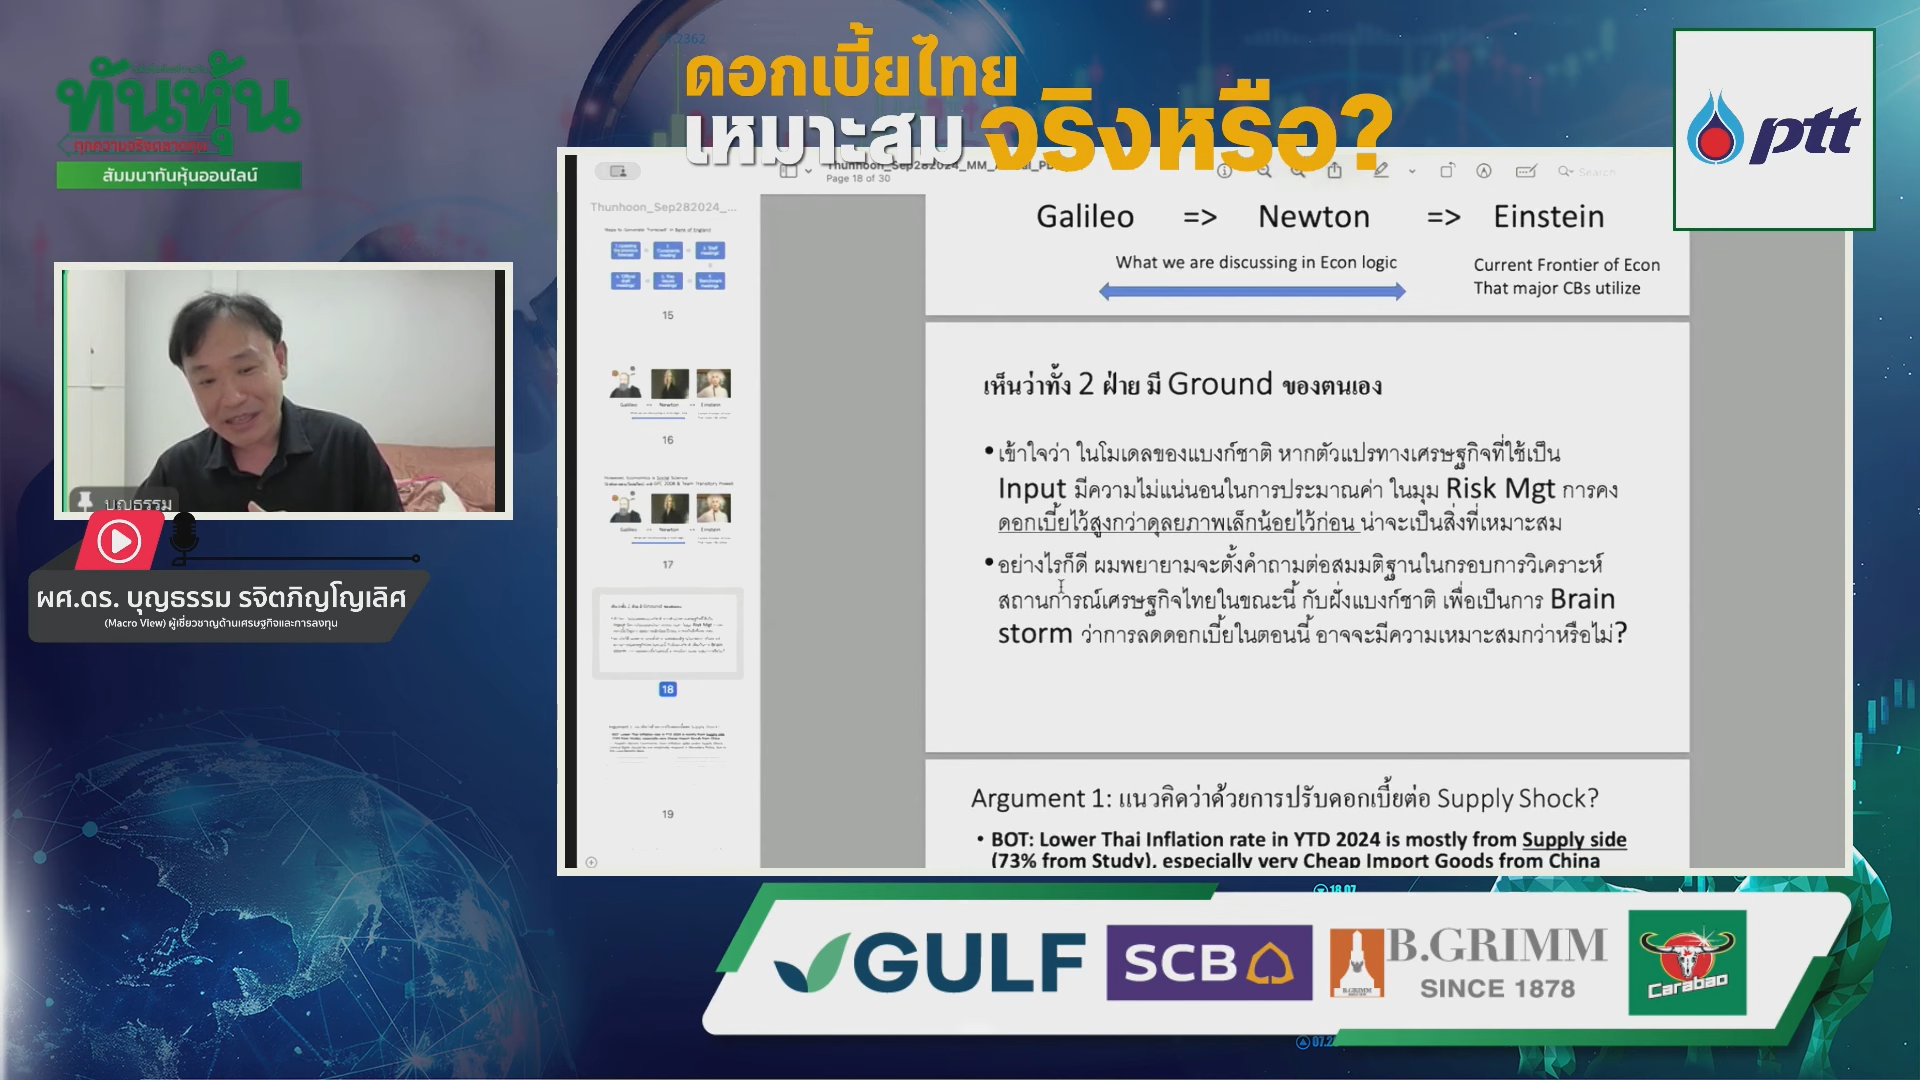 ทันหุ้น
ทุกความจริงตลาดทุน
สัมมนาทันหุ้นออนไลน์
ดอกเบี้ยไทย
เหมาะสม จริงหรือ?
ptt
Page 18 of 30
Search
Thunhoon_Sep282024_...
15
Galileo Newton Einstein
16
Galileo Newton Einstein
17
18
19
Galileo => Newton => Einstein
What we are discussing in Econ logic
Current Frontier of Econ
That major CBs utilize
เห็นว่าทั้ง 2 ฝ่าย มี Ground ของตนเอง
•เข้าใจว่า ในโมเดลของแบงก์ชาติ หากตัวแปรทางเศรษฐกิจที่ใช้เป็น
Input มีความไม่แน่นอนในการประมาณค่า ในมุม Risk Mgt การคง
ดอกเบี้ยไว้สูงกว่าดุลยภาพเล็กน้อยไว้ก่อน น่าจะเป็นสิ่งที่เหมาะสม
•อย่างไรก็ดี ผมพยายามจะตั้งคำถามต่อสมมติฐานในกรอบการวิเคราะห์
สถานการณ์เศรษฐกิจไทยในขณะนี้ กับฝั่งแบงก์ชาติ เพื่อเป็นการ Brain
storm ว่าการลดดอกเบี้ยในตอนนี้ อาจจะมีความเหมาะสมกว่าหรือไม่?
Argument 1: แนวคิดว่าด้วยการปรับดอกเบี้ยต่อ Supply Shock?
• BOT: Lower Thai Inflation rate in YTD 2024 is mostly from Supply side
(73% from Study), especially very Cheap Import Goods from China
บุญธรรม
ผศ.ดร. บุญธรรม รจิตภิญโญเลิศ
(Macro View) ผู้เชี่ยวชาญด้านเศรษฐกิจและการลงทุน
18.07
GULF
SCB
B.GRIMM
SINCE 1878
B.GRIMM
Carabao